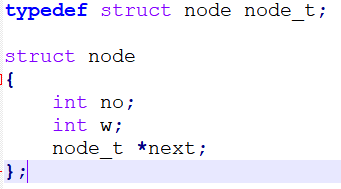 typedef struct node node_t;
struct node
{
    int no;
    int w;
    node_t *next;
};